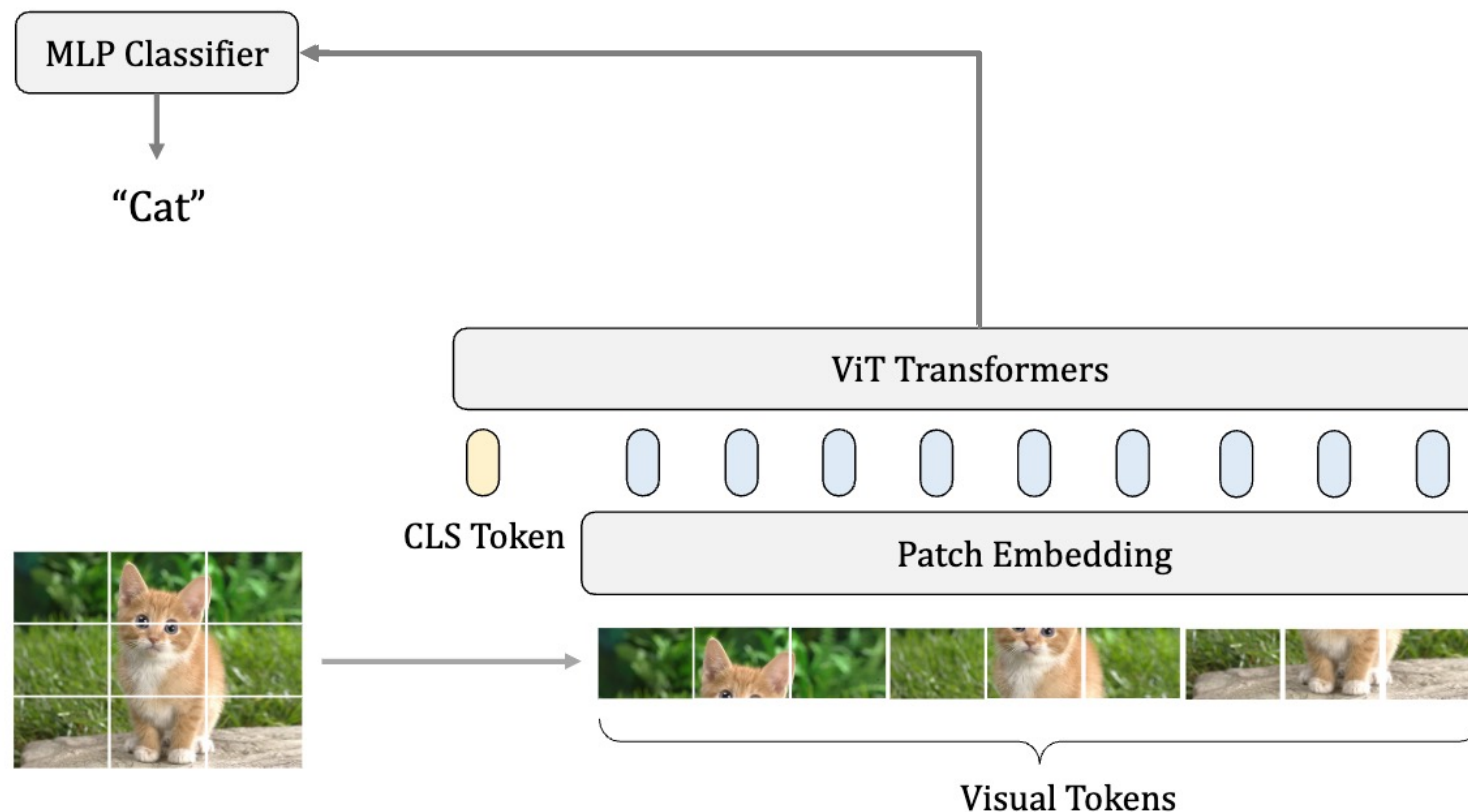 MLP Classifier
“Cat”
ViT Transformers
CLS Token
Patch Embedding
Visual Tokens